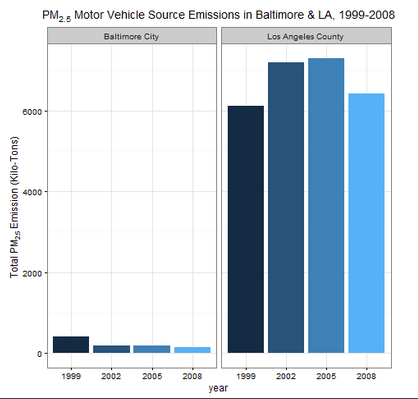 PM2.5 Motor Vehicle Source Emissions in Baltimore & LA, 1999-2008
Baltimore City
Los Angeles County
Total PM25 Emission (Kilo-Tons)
6000
4000
2000
0
1999 2002 2005 2008
1999 2002 2005 2008
year